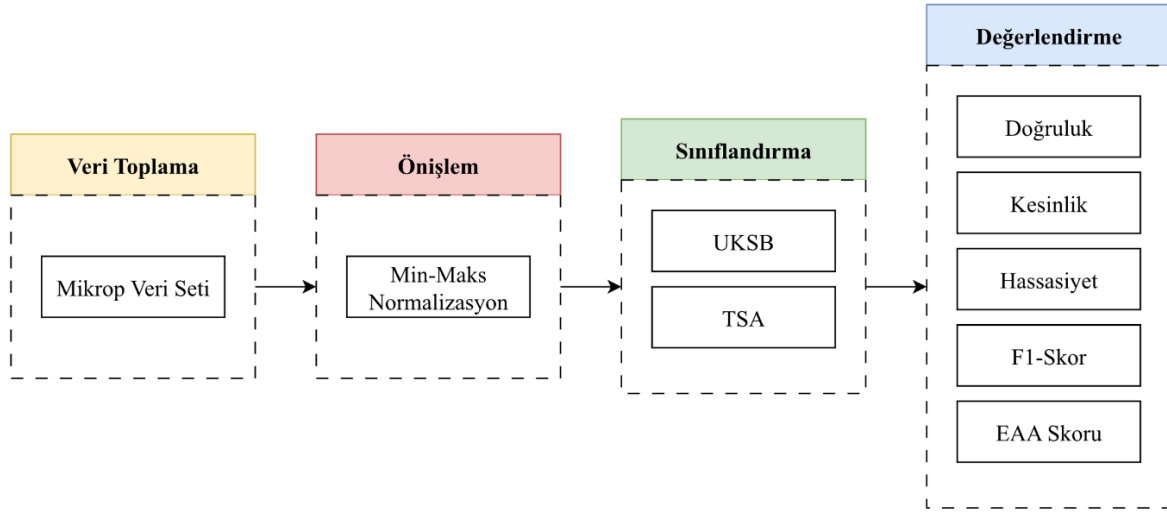 Veri Toplama
Mikrop Veri Seti
Önişlem
Min-Maks
Normalizasyon
Sınıflandırma
UKSB
TSA
Değerlendirme
Doğruluk
Kesinlik
Hassasiyet
F1-Skor
EAA Skoru